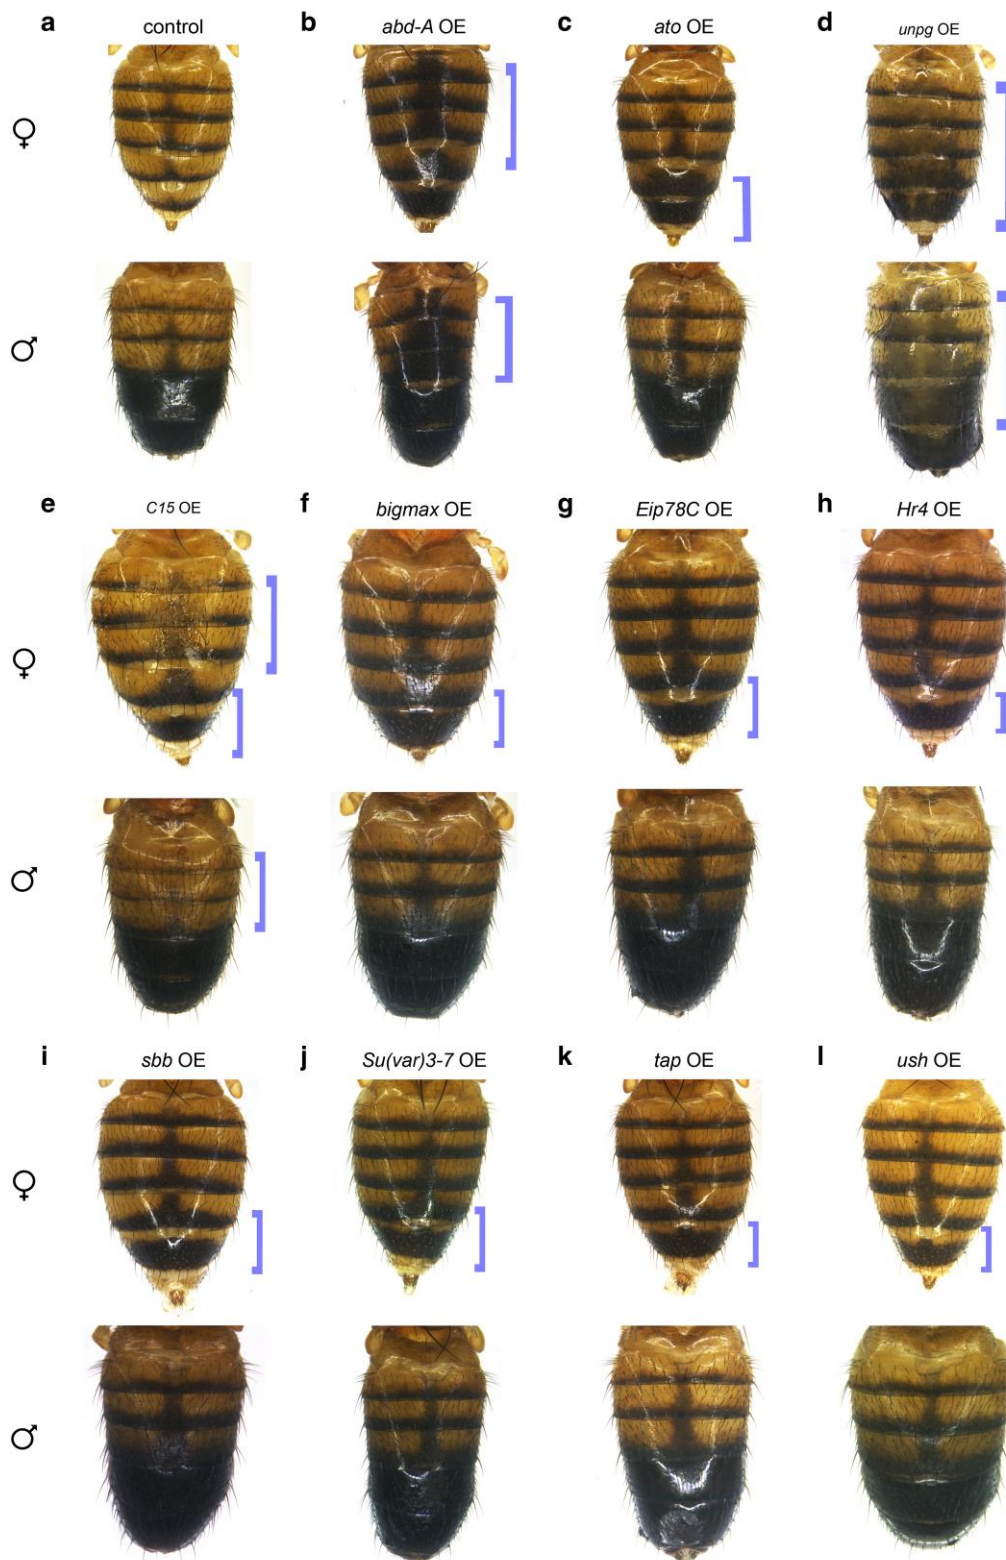 a control b abd-A OE c ato OE d unpg OE
♀
♂
e C15 OE f bigmax OE g Eip78C OE h Hr4 OE
♀
♂
i sbb OE j Su(var)3-7 OE k tap OE l ush OE
♀
♂